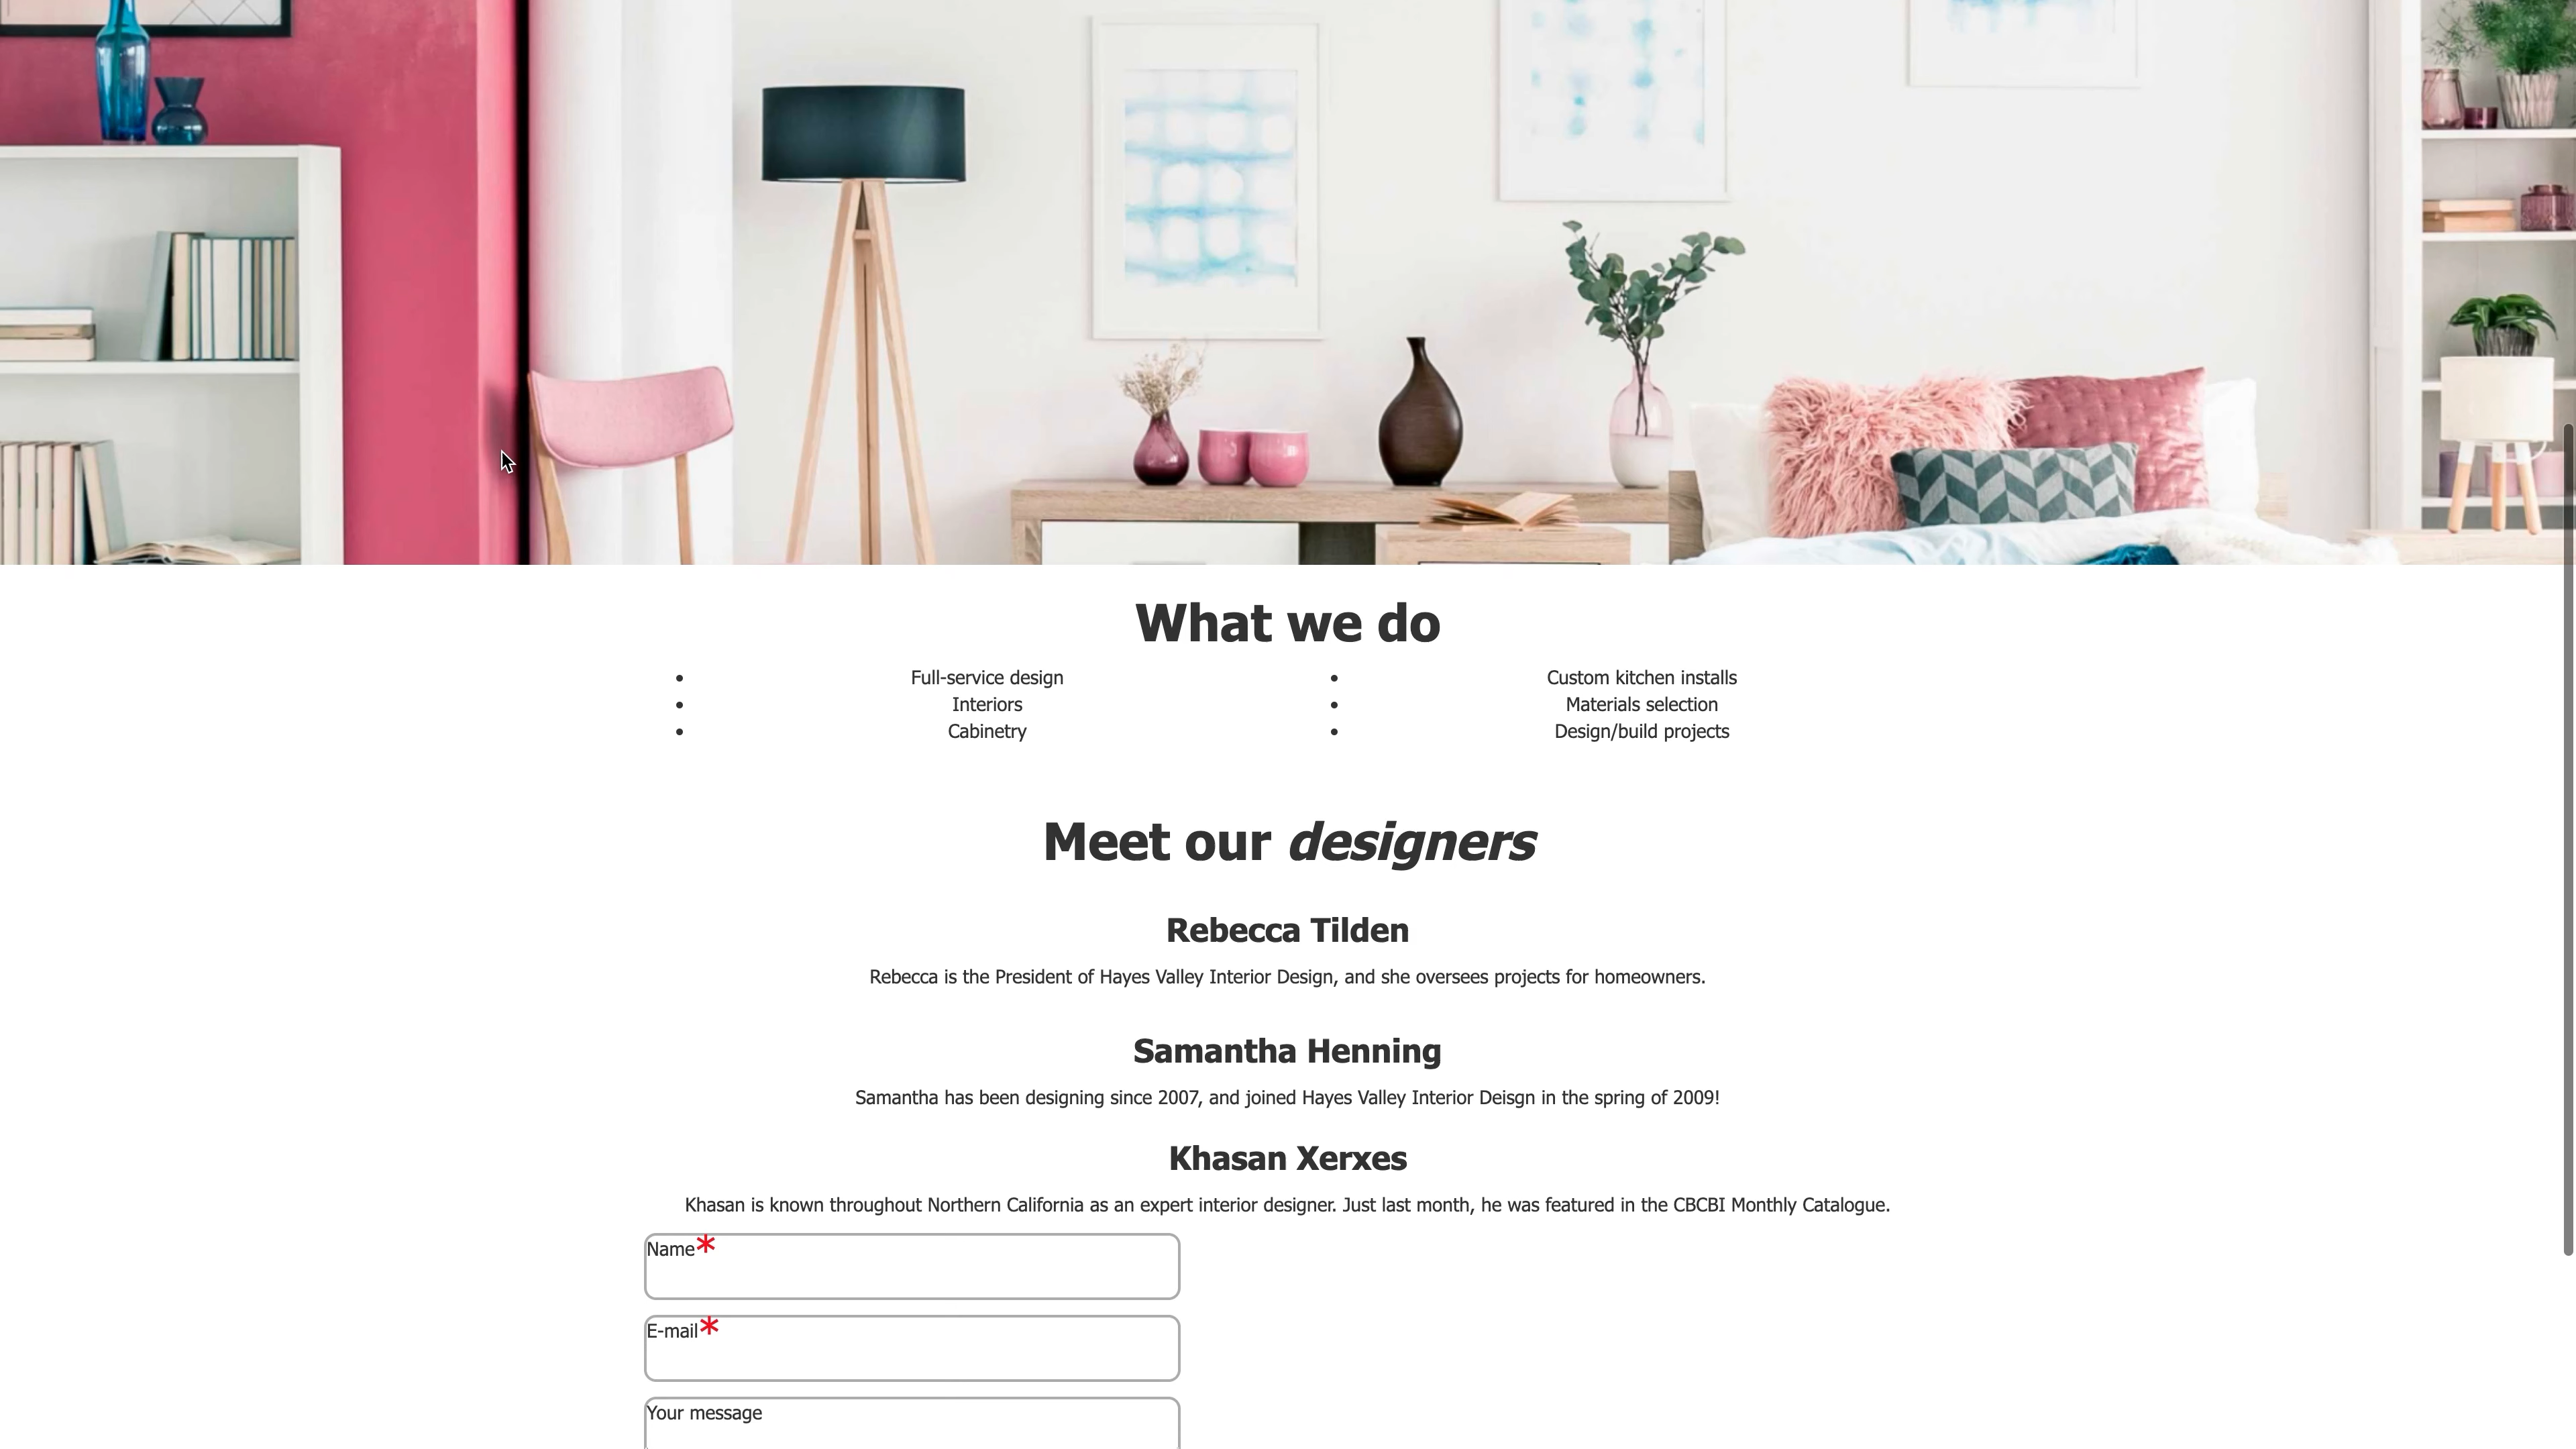 What we do
Full-service design
Interiors
Cabinetry
Custom kitchen installs
Materials selection
Design/build projects
Meet our designers
Rebecca Tilden
Rebecca is the President of Hayes Valley Interior Design, and she oversees projects for homeowners.
Samantha Henning
Samantha has been designing since 2007, and joined Hayes Valley Interior Deisgn in the spring of 2009!
Khasan Xerxes
Khasan is known throughout Northern California as an expert interior designer. Just last month, he was featured in the CBCBI Monthly Catalogue.
Name*
E-mail*
Your message